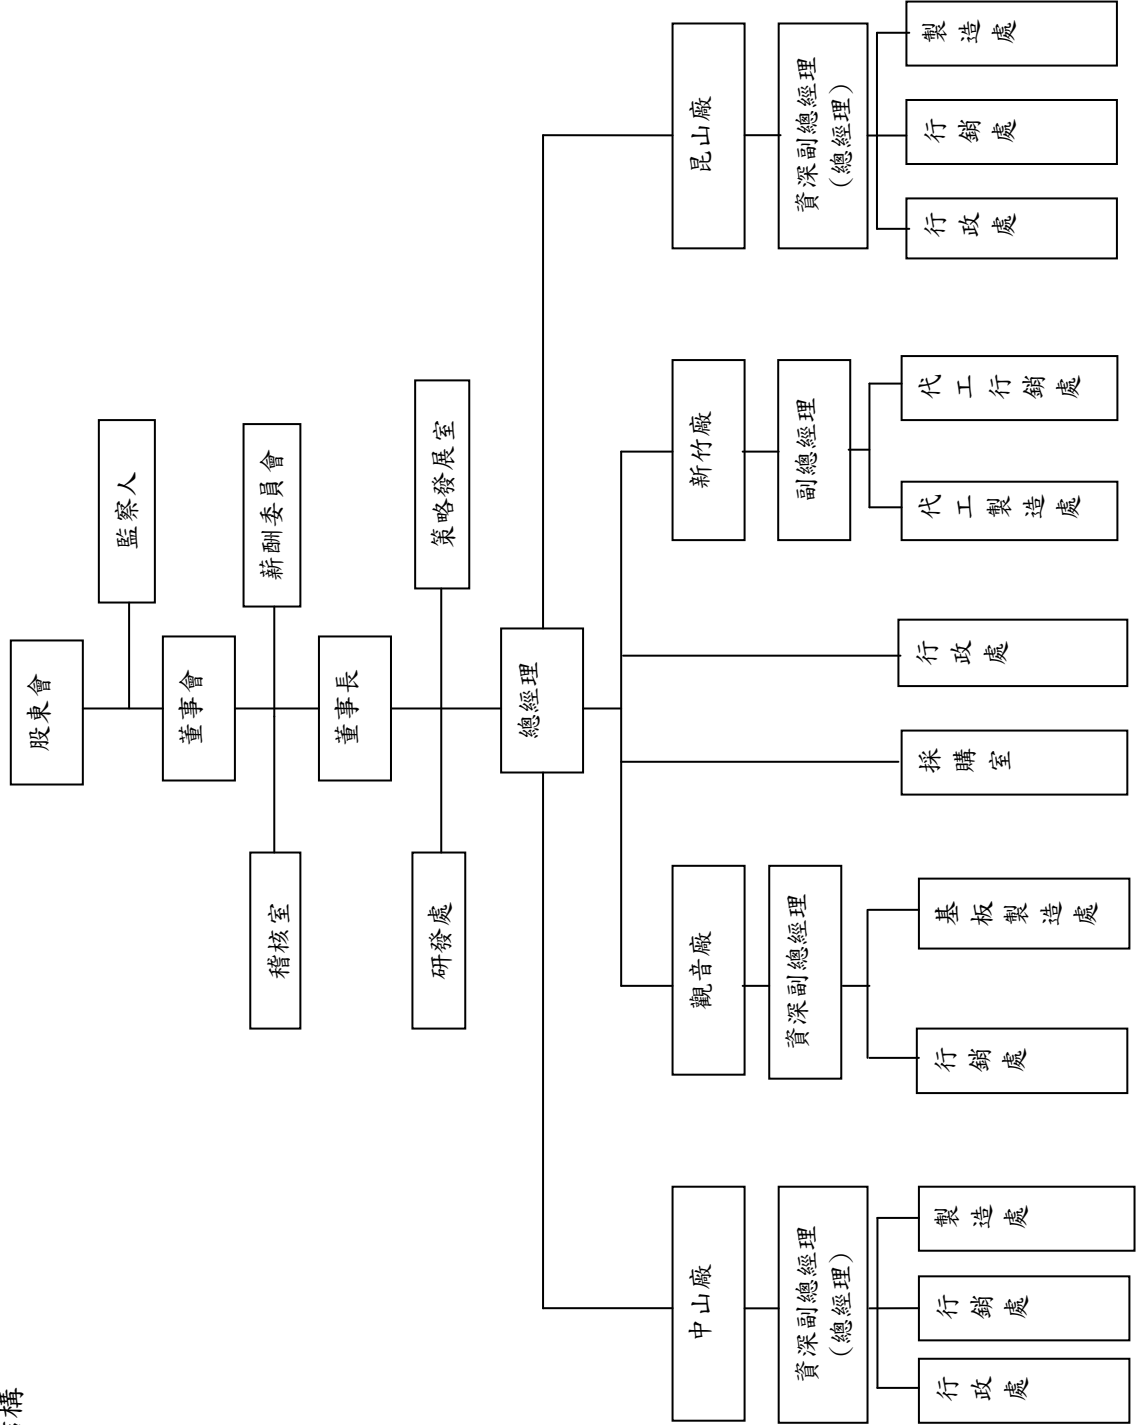 構
股東會
監察人
董事會
稽核室
薪酬委員會
董事長
研發處
策略發展室
總經理
中山廠
觀音廠
新竹廠
昆山廠
資深副總經理
(總經理)
資深副總經理
副總經理
資深副總經理
(總經理)
行政處
行銷處
製造處
行銷處
基板製造處
採購室
行政處
代工製造處
代工行銷處
行政處
行銷處
製造處